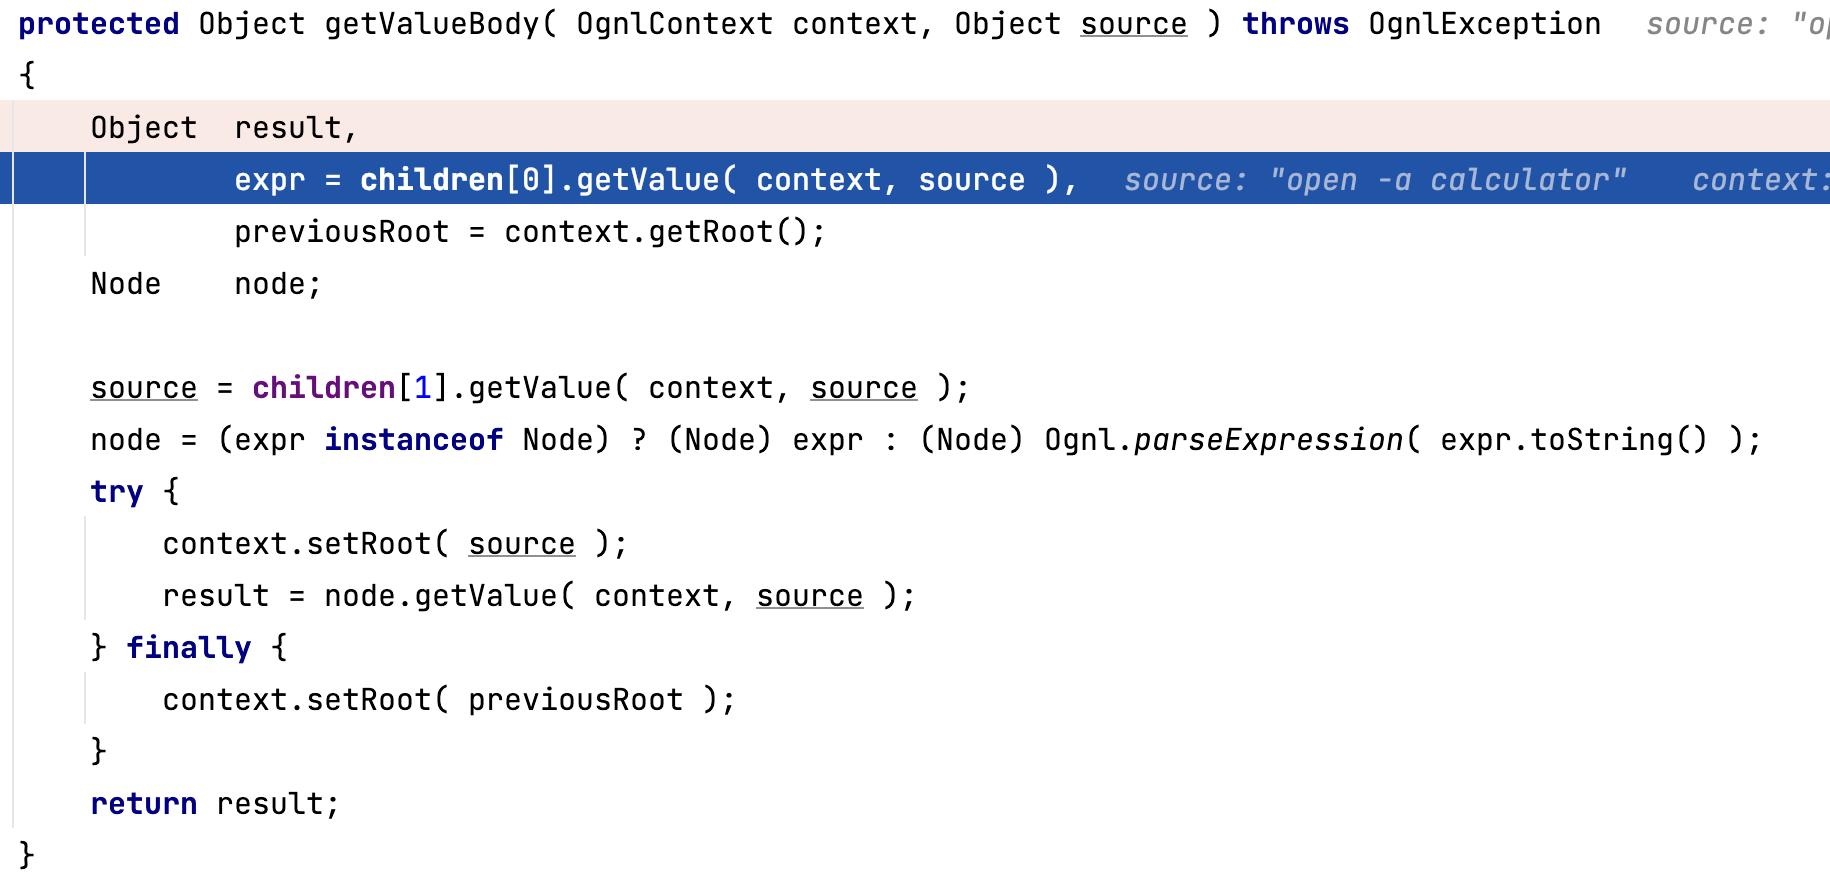 protected Object getValueBody( OgnlContext context, Object source ) throws OgnlException   source: "op
{
    Object  result,
            expr = children[0].getValue( context, source ),   source: "open -a calculator"    context:
            previousRoot = context.getRoot();
    Node    node;

    source = children[1].getValue( context, source );
    node = (expr instanceof Node) ? (Node) expr : (Node) Ognl.parseExpression( expr.toString() );
    try {
        context.setRoot( source );
        result = node.getValue( context, source );
    } finally {
        context.setRoot( previousRoot );
    }
    return result;
}